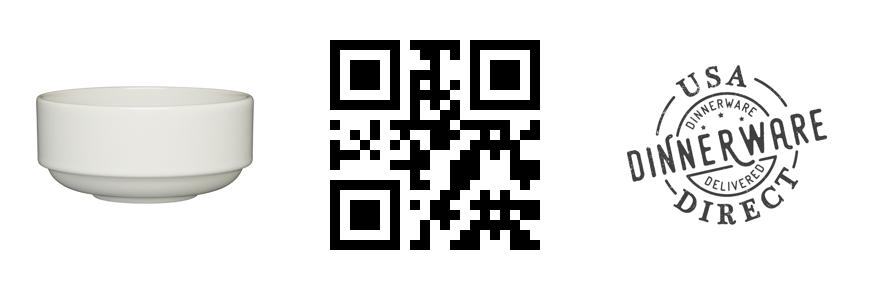 USA
DINNERWARE
DINNERWARE
DELIVERED
DIRECT